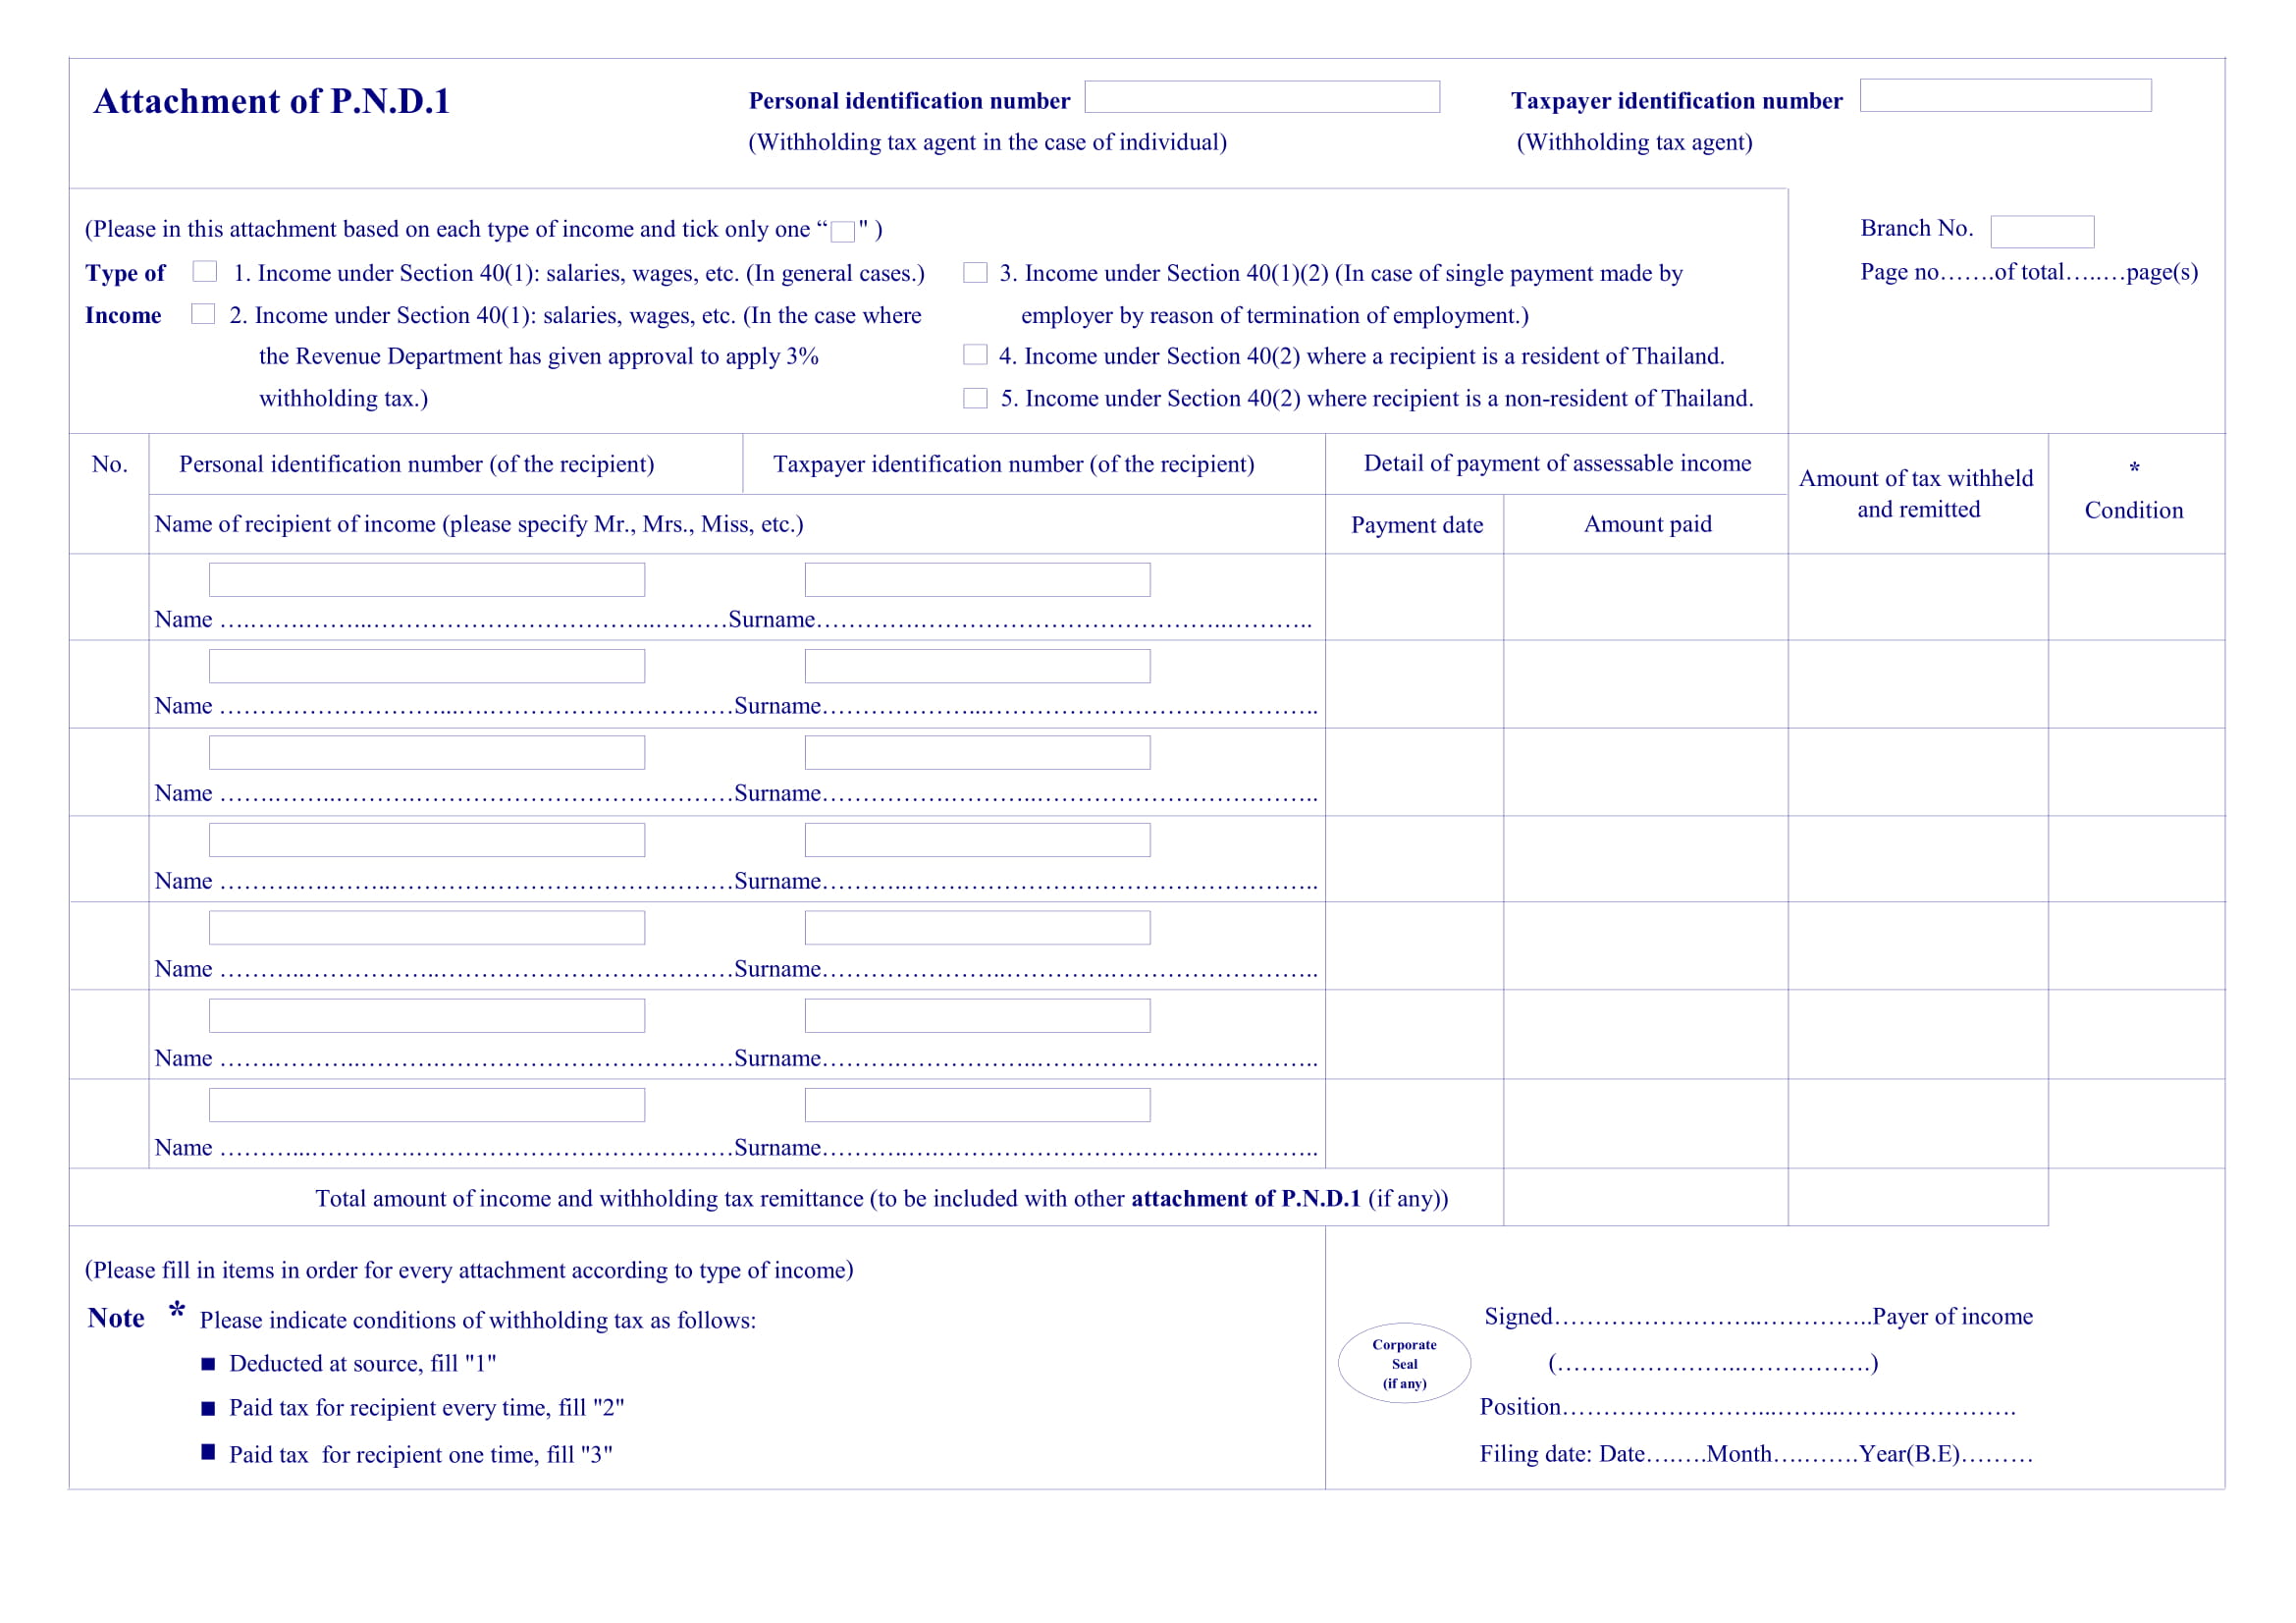 Attachment of P.N.D.1
Personal identification number
Taxpayer identification number
(Withholding tax agent in the case of individual)
(Withholding tax agent)
(Please in this attachment based on each type of income and tick only one “ " )
Branch No.
Type of 1. Income under Section 40(1): salaries, wages, etc. (In general cases.)
Income 2. Income under Section 40(1): salaries, wages, etc. (In the case where
the Revenue Department has given approval to apply 3%
withholding tax.)
3. Income under Section 40(1)(2) (In case of single payment made by
employer by reason of termination of employment.)
4. Income under Section 40(2) where a recipient is a resident of Thailand.
5. Income under Section 40(2) where recipient is a non-resident of Thailand.
Page no.......of total........page(s)
No.
Personal identification number (of the recipient)
Taxpayer identification number (of the recipient)
Name of recipient of income (please specify Mr., Mrs., Miss, etc.)
Detail of payment of assessable income
Payment date
Amount paid
Amount of tax withheld
and remitted
*
Condition
Name ........................................Surname........................................
Name ........................................Surname........................................
Name ........................................Surname........................................
Name ........................................Surname........................................
Name ........................................Surname........................................
Name ........................................Surname........................................
Name ........................................Surname........................................
Total amount of income and withholding tax remittance (to be included with other attachment of P.N.D.1 (if any))
(Please fill in items in order for every attachment according to type of income)
Note * Please indicate conditions of withholding tax as follows:
■ Deducted at source, fill "1"
■ Paid tax for recipient every time, fill "2"
■ Paid tax for recipient one time, fill "3"
Corporate
Seal
(if any)
Signed........................................Payer of income
(........................................)
Position........................................
Filing date: Date.......Month..........Year(B.E).........